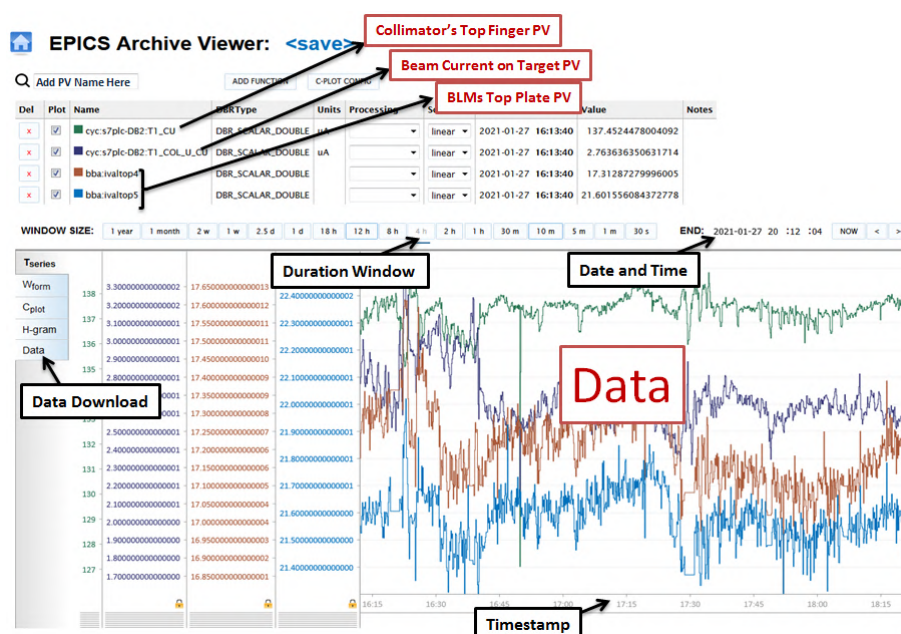 Collimator's Top Finger PV
EPICS Archive Viewer: <save>
Beam Current on Target PV
Add PV Name Here ADD FUNCTION C-PLOT CONFIG
BLMs Top Plate PV
Del Plot Name DBRType Units Processing Value Notes
x cyc:s7plc-DB2:T1_CU DBR_SCALAR_DOUBLE uA linear 2021-01-27 16:13:40 137.4524478004092
x cyc:s7plc-DB2:T1_COL_U_CU DBR_SCALAR_DOUBLE uA linear 2021-01-27 16:13:40 2.763636350631714
x bba:ivaltop4 DBR_SCALAR_DOUBLE linear 2021-01-27 16:13:40 17.31287279996005
x bba:ivaltop5 DBR_SCALAR_DOUBLE linear 2021-01-27 16:13:40 21.601556084372778
WINDOW SIZE: 1 year 1 month 2 w 1 w 2.5 d 1 d 18 h 12 h 8 h 4 h 2 h 1 h 30 m 10 m 5 m 1 m 30 s END: 2021-01-27 20 :12 :04 NOW < >
Duration Window Date and Time
Tseries
Wform
Cplot
H-gram
Data
Data Download
138 3.300000000000002 17.650000000000013 22.400000000000002
137 3.200000000000002 17.600000000000012
3.100000000000001 17.550000000000011 22.300000000000001
136 3.000000000000001 17.500000000000011 22.200000000000001
135 2.900000000000001 17.450000000000010
2.800000000000001 17.400000000000009 22.100000000000001
17.350000000000009 22.000000000000001
17.300000000000008
2.500000000000001 17.250000000000007 21.900000000000001
132 2.400000000000001 17.200000000000006 21.800000000000001
131 2.300000000000001 17.150000000000006
130 2.200000000000001 17.100000000000005 21.700000000000001
129 2.100000000000001 17.050000000000004 21.600000000000000
2.000000000000000 17.000000000000004
128 1.900000000000000 16.950000000000003 21.500000000000000
127 1.800000000000000 16.900000000000002 21.400000000000000
1.700000000000000 16.850000000000001
Data
16:15 16:30 16:45 17:00 17:15 17:30 17:45 18:00 18:15
Timestamp